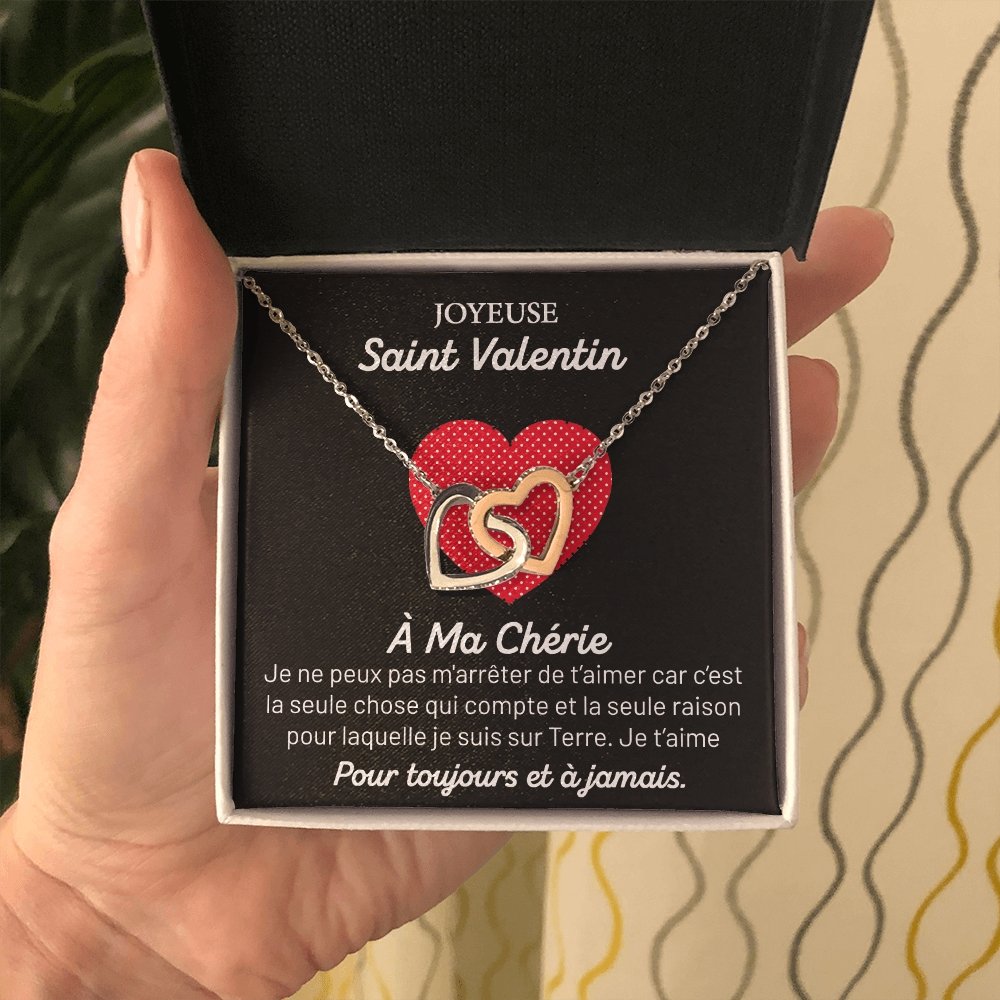 JOYEUSE
Saint Valentin
À Ma Chérie
Je ne peux pas m'arrêter de t’aimer car c’est
la seule chose qui compte et la seule raison
pour laquelle je suis sur Terre. Je t’aime
Pour toujours et à jamais.